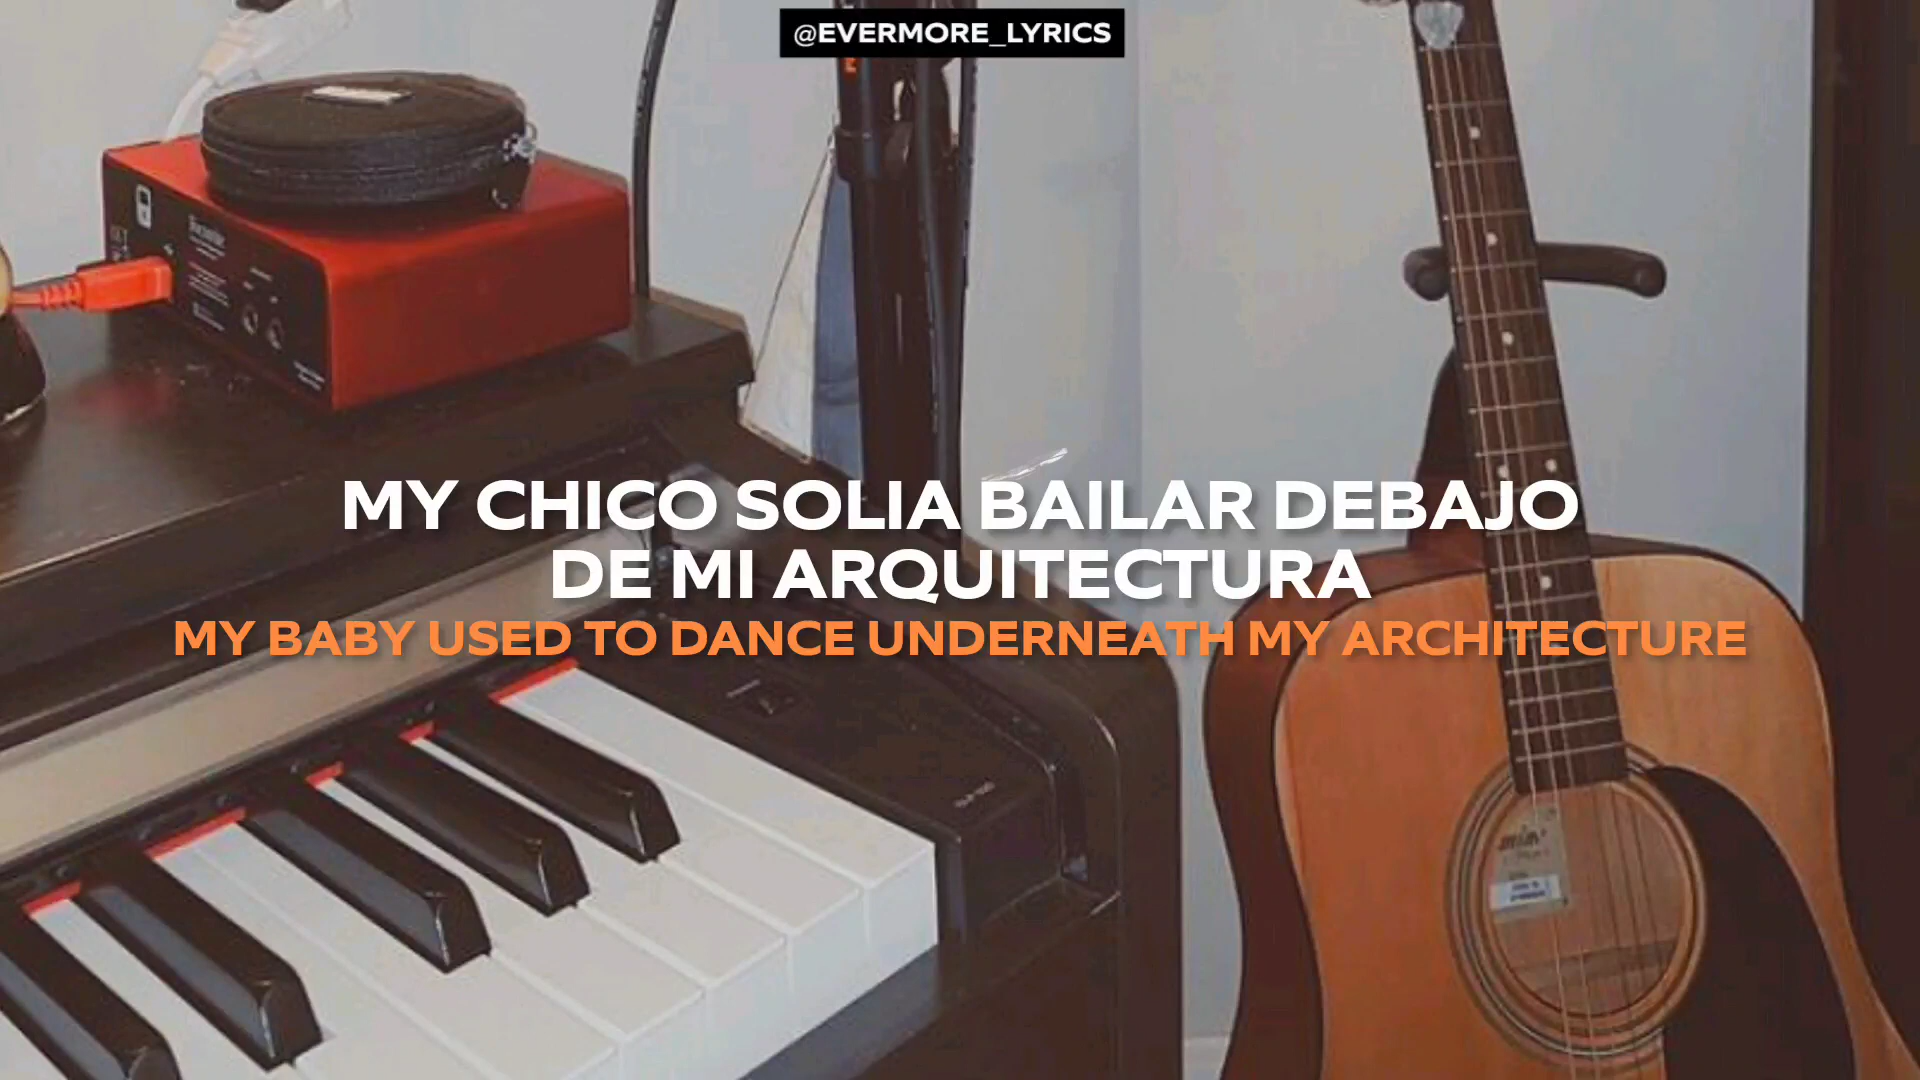 @EVERMORE_LYRICS
MY CHICO SOLIA BAILAR DEBAJO
DE MI ARQUITECTURA
MY BABY USED TO DANCE UNDERNEATH MY ARCHITECTURE